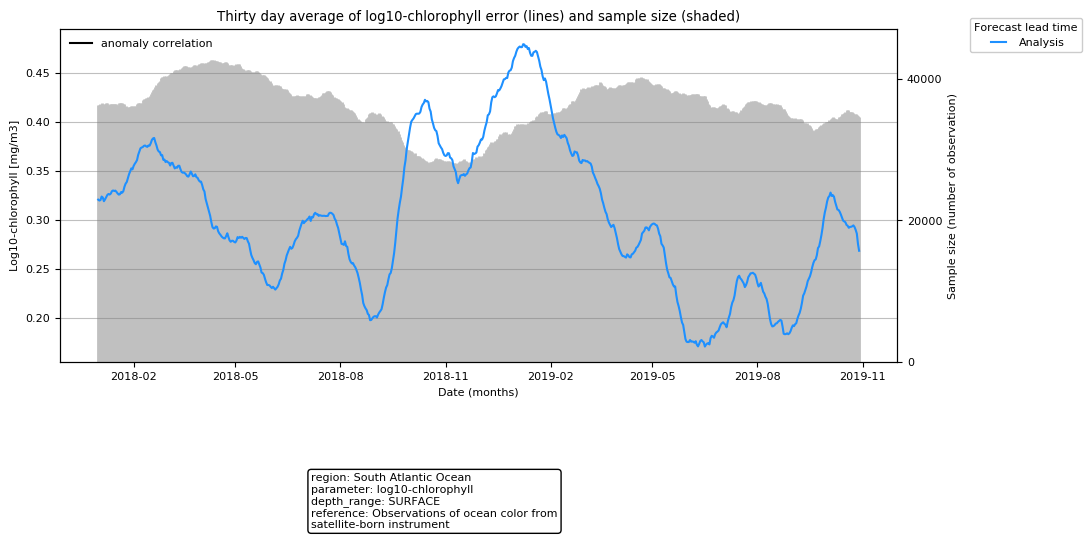 Thirty day average of log10-chlorophyll error (lines) and sample size (shaded)
Forecast lead time
Analysis
anomaly correlation
Log10-chlorophyll [mg/m3]
0.45
0.40
0.35
0.30
0.25
0.20
40000
20000
0
Sample size (number of observation)
2018-02
2018-05
2018-08
2018-11
2019-02
2019-05
2019-08
2019-11
Date (months)
region: South Atlantic Ocean
parameter: log10-chlorophyll
depth_range: SURFACE
reference: Observations of ocean color from
satellite-born instrument